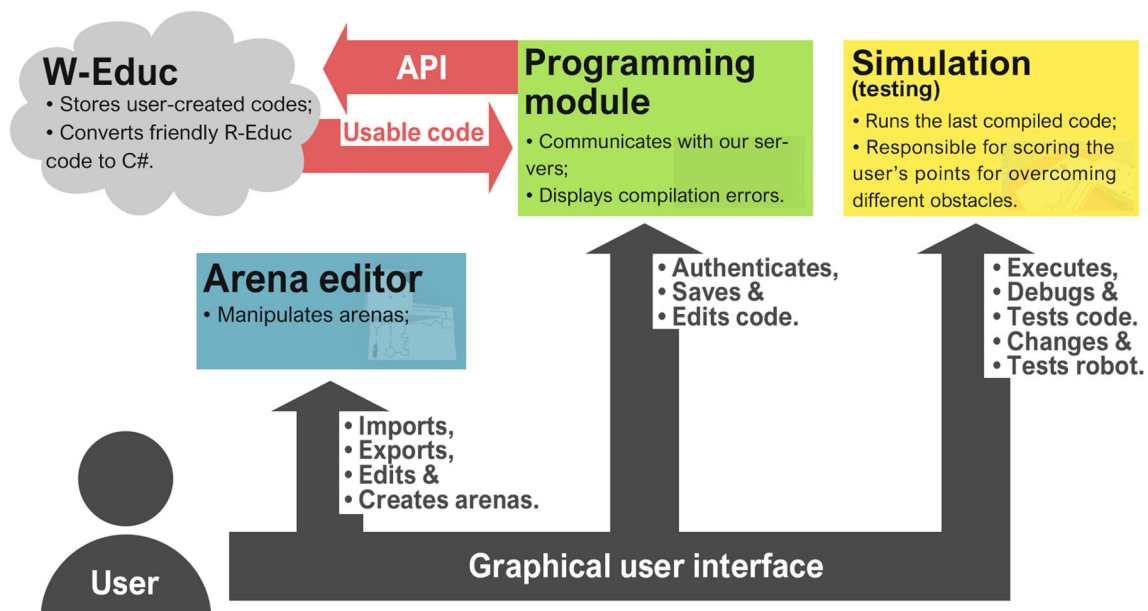 W-Educ
• Stores user-created codes;
• Converts friendly R-Educ
code to C#.
API
Usable code
Programming
module
• Communicates with our ser-
vers;
• Displays compilation errors.
Simulation
(testing)
• Runs the last compiled code;
• Responsible for scoring the
user's points for overcoming
different obstacles.
Arena editor
• Manipulates arenas;
• Imports,
• Exports,
• Edits &
• Creates arenas.
• Authenticates,
• Saves &
• Edits code.
• Executes,
• Debugs &
• Tests code.
• Changes &
• Tests robot.
User
Graphical user interface